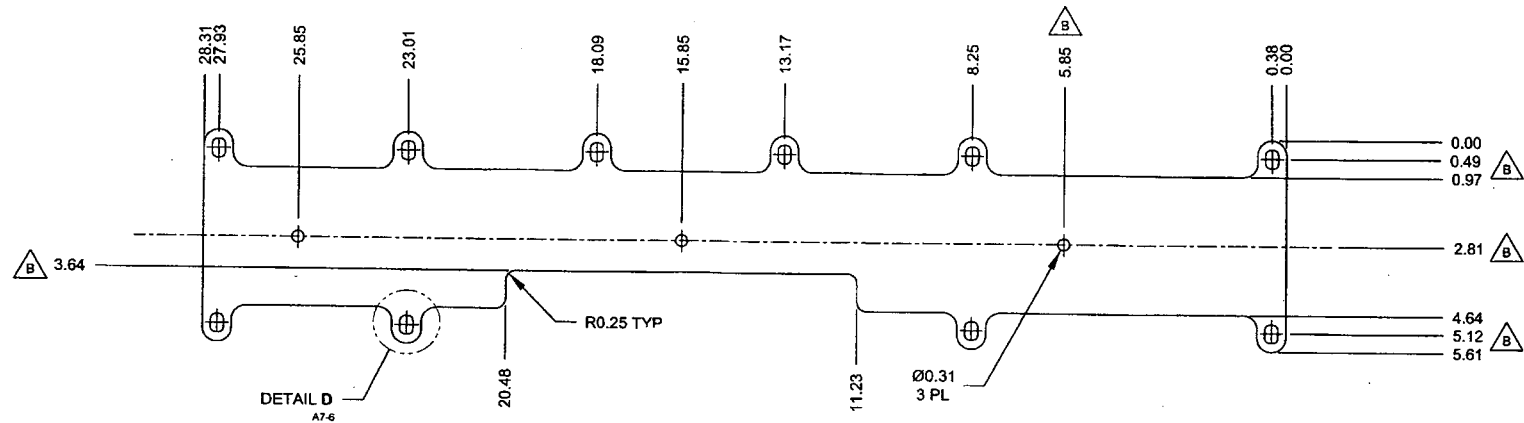 28.31
27.93
25.85
23.01
18.09
15.85
13.17
8.25
B
5.85
0.38
0.00
0.00
0.49
B
0.97
2.81
B
B
3.64
R0.25 TYP
4.64
5.12
B
5.61
20.48
11.23
Ø0.31
3 PL
DETAIL D
A7-6